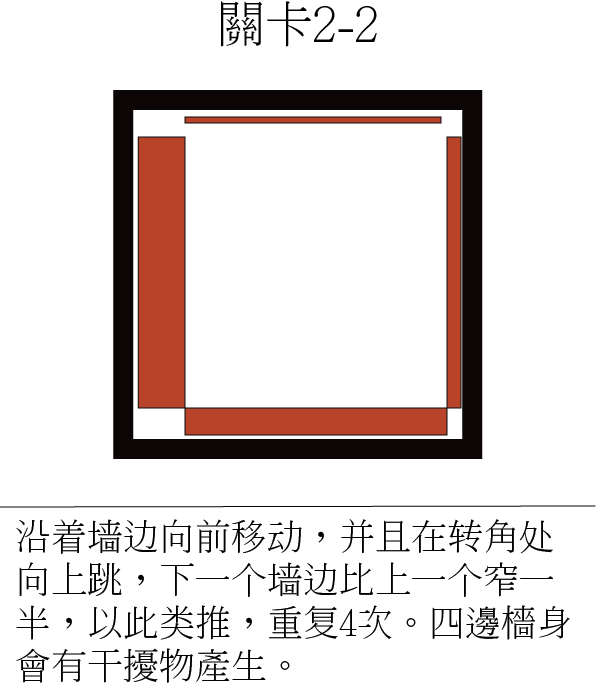 關卡2-2
沿着墙边向前移动，并且在转角处
向上跳，下一个墙边比上一个窄一
半，以此类推，重复4次。四邊檣身
會有干擾物產生。